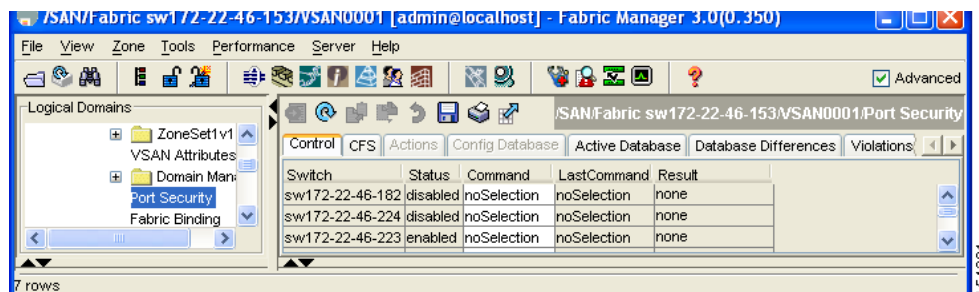 /SAN/Fabric sw172-22-46-153/VSAN0001 [admin@localhost] - Fabric Manager 3.0(0.350)
File View Zone Tools Performance Server Help
Advanced
Logical Domains
/SAN/Fabric sw172-22-46-153/VSAN0001/Port Security
ZoneSet1v1
VSAN Attributes
Domain Mana
Port Security
Fabric Binding
Control CFS Actions Config Database Active Database Database Differences Violations
Switch Status Command LastCommand Result
sw172-22-46-182 disabled noSelection noSelection none
sw172-22-46-224 disabled noSelection noSelection none
sw172-22-46-223 enabled noSelection noSelection none
7 rows